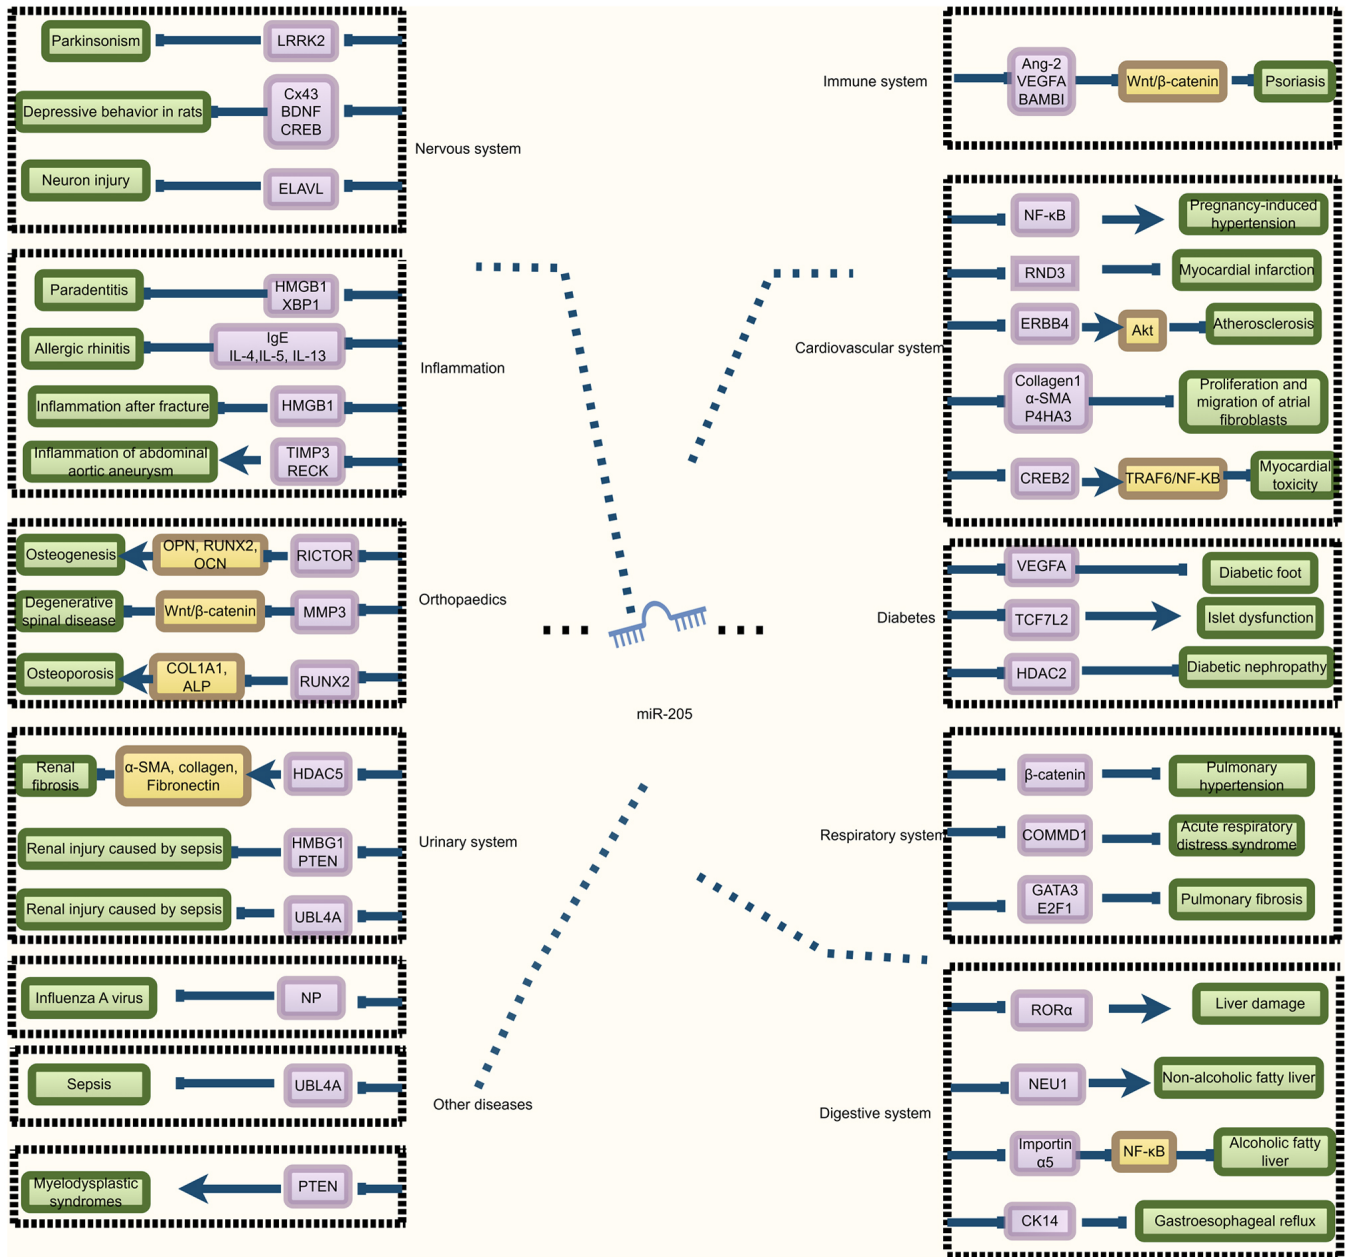 Parkinsonism
LRRK2
Depressive behavior in rats
Cx43
BDNF
CREB
Neuron injury
ELAVL
Nervous system
Paradentitis
HMGB1
XBP1
Allergic rhinitis
IgE
IL-4,IL-5, IL-13
Inflammation after fracture
HMGB1
Inflammation of abdominal
aortic aneurysm
TIMP3
RECK
Inflammation
Osteogenesis
OPN, RUNX2,
OCN
RICTOR
Degenerative
spinal disease
Wnt/β-catenin
MMP3
Osteoporosis
COL1A1,
ALP
RUNX2
Orthopaedics
Renal
fibrosis
α-SMA, collagen,
Fibronectin
HDAC5
Renal injury caused by sepsis
HMBG1
PTEN
Renal injury caused by sepsis
UBL4A
Urinary system
Influenza A virus
NP
Sepsis
UBL4A
Myelodysplastic
syndromes
PTEN
Other diseases
miR-205
Immune system
Ang-2
VEGFA
BAMBI
Wnt/β-catenin
Psoriasis
Cardiovascular system
NF-κB
Pregnancy-induced
hypertension
RND3
Myocardial infarction
ERBB4
Akt
Atherosclerosis
Collagen1
α-SMA
P4HA3
Proliferation and
migration of atrial
fibroblasts
CREB2
TRAF6/NF-KB
Myocardial
toxicity
Diabetes
VEGFA
Diabetic foot
TCF7L2
Islet dysfunction
HDAC2
Diabetic nephropathy
Respiratory system
β-catenin
Pulmonary
hypertension
COMMD1
Acute respiratory
distress syndrome
GATA3
E2F1
Pulmonary fibrosis
Digestive system
RORα
Liver damage
NEU1
Non-alcoholic fatty liver
Importin
α5
NF-κB
Alcoholic fatty
liver
CK14
Gastroesophageal reflux